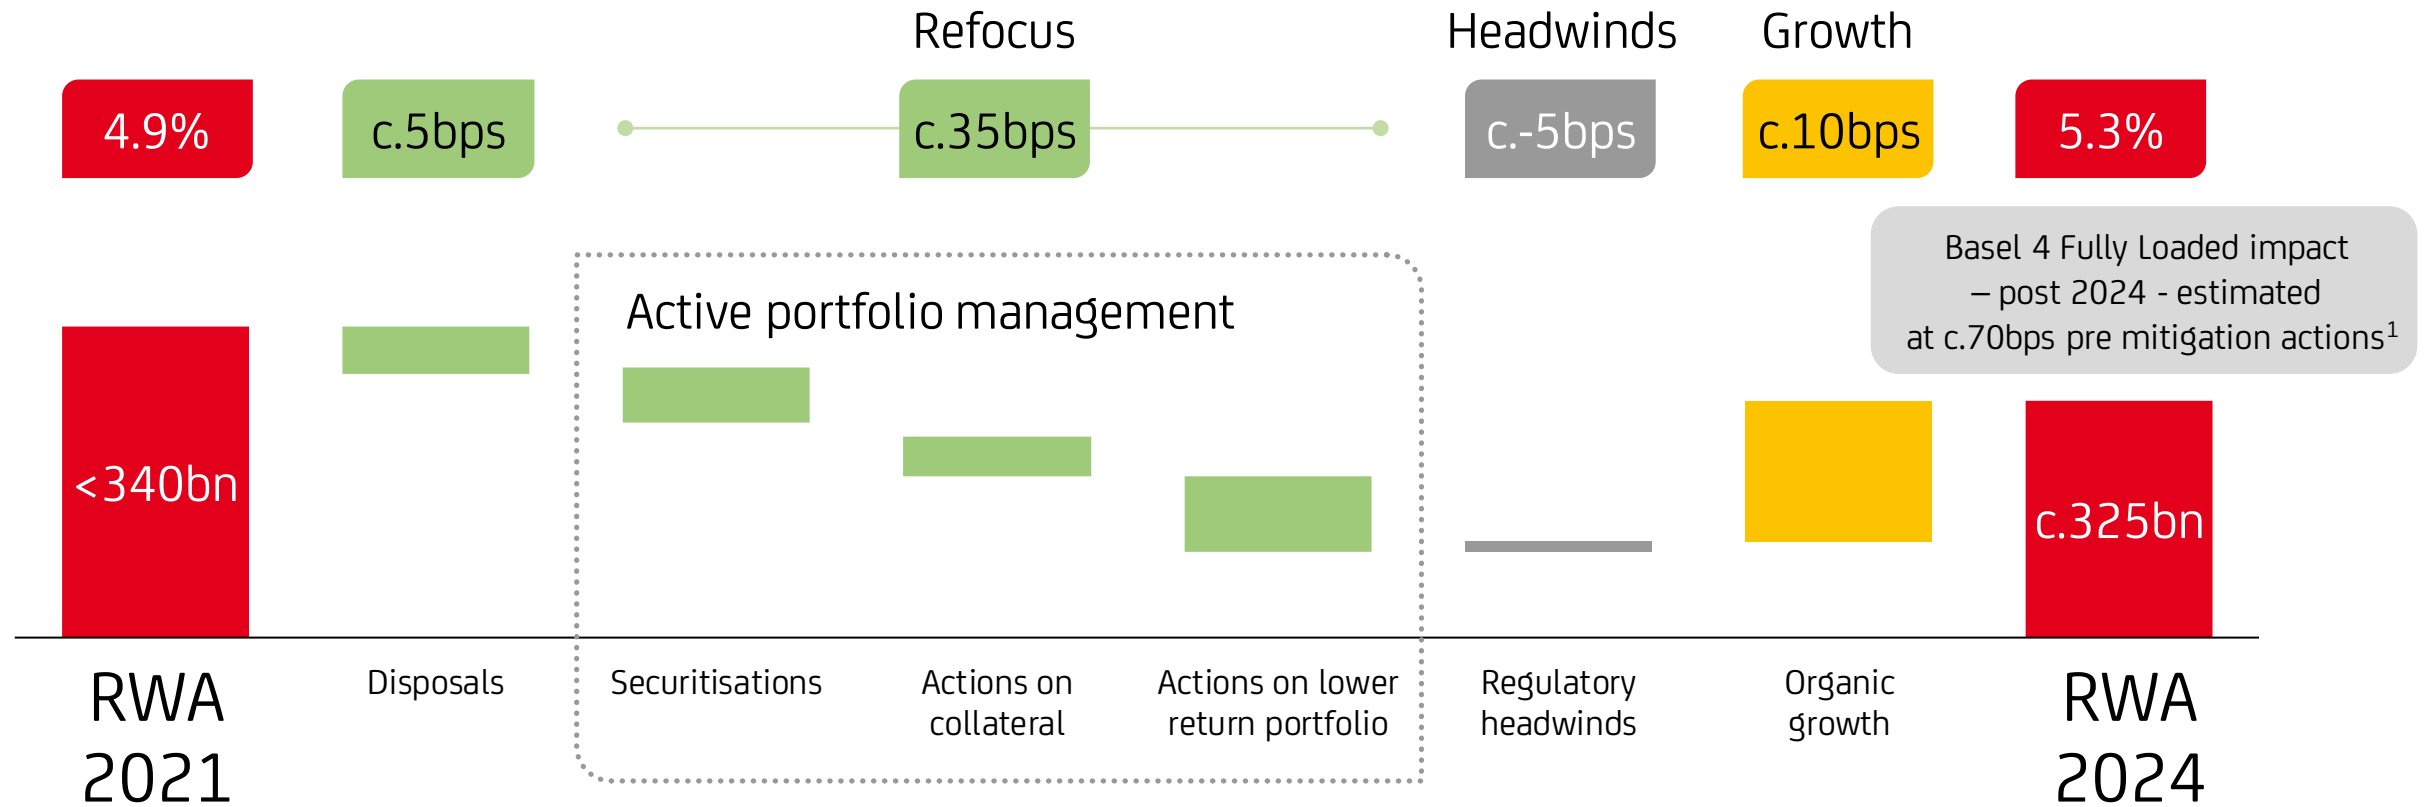 Refocus
Headwinds
Growth
4.9%
c.5bps
c.35bps
c.-5bps
c.10bps
5.3%
Basel 4 Fully Loaded impact
– post 2024 - estimated
at c.70bps pre mitigation actions¹
Active portfolio management
<340bn
c.325bn
RWA
2021
Disposals
Securitisations
Actions on
collateral
Actions on lower
return portfolio
Regulatory
headwinds
Organic
growth
RWA
2024